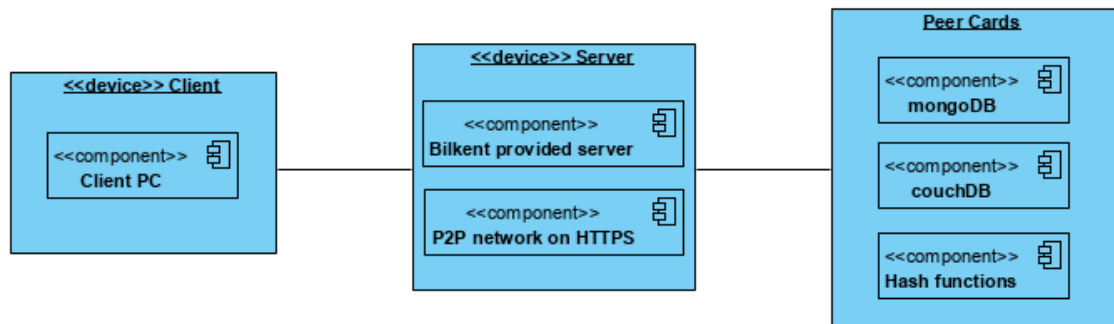 <<device>> Client
<<component>>
Client PC
<<device>> Server
<<component>>
Bilkent provided server
<<component>>
P2P network on HTTPS
Peer Cards
<<component>>
mongoDB
<<component>>
couchDB
<<component>>
Hash functions